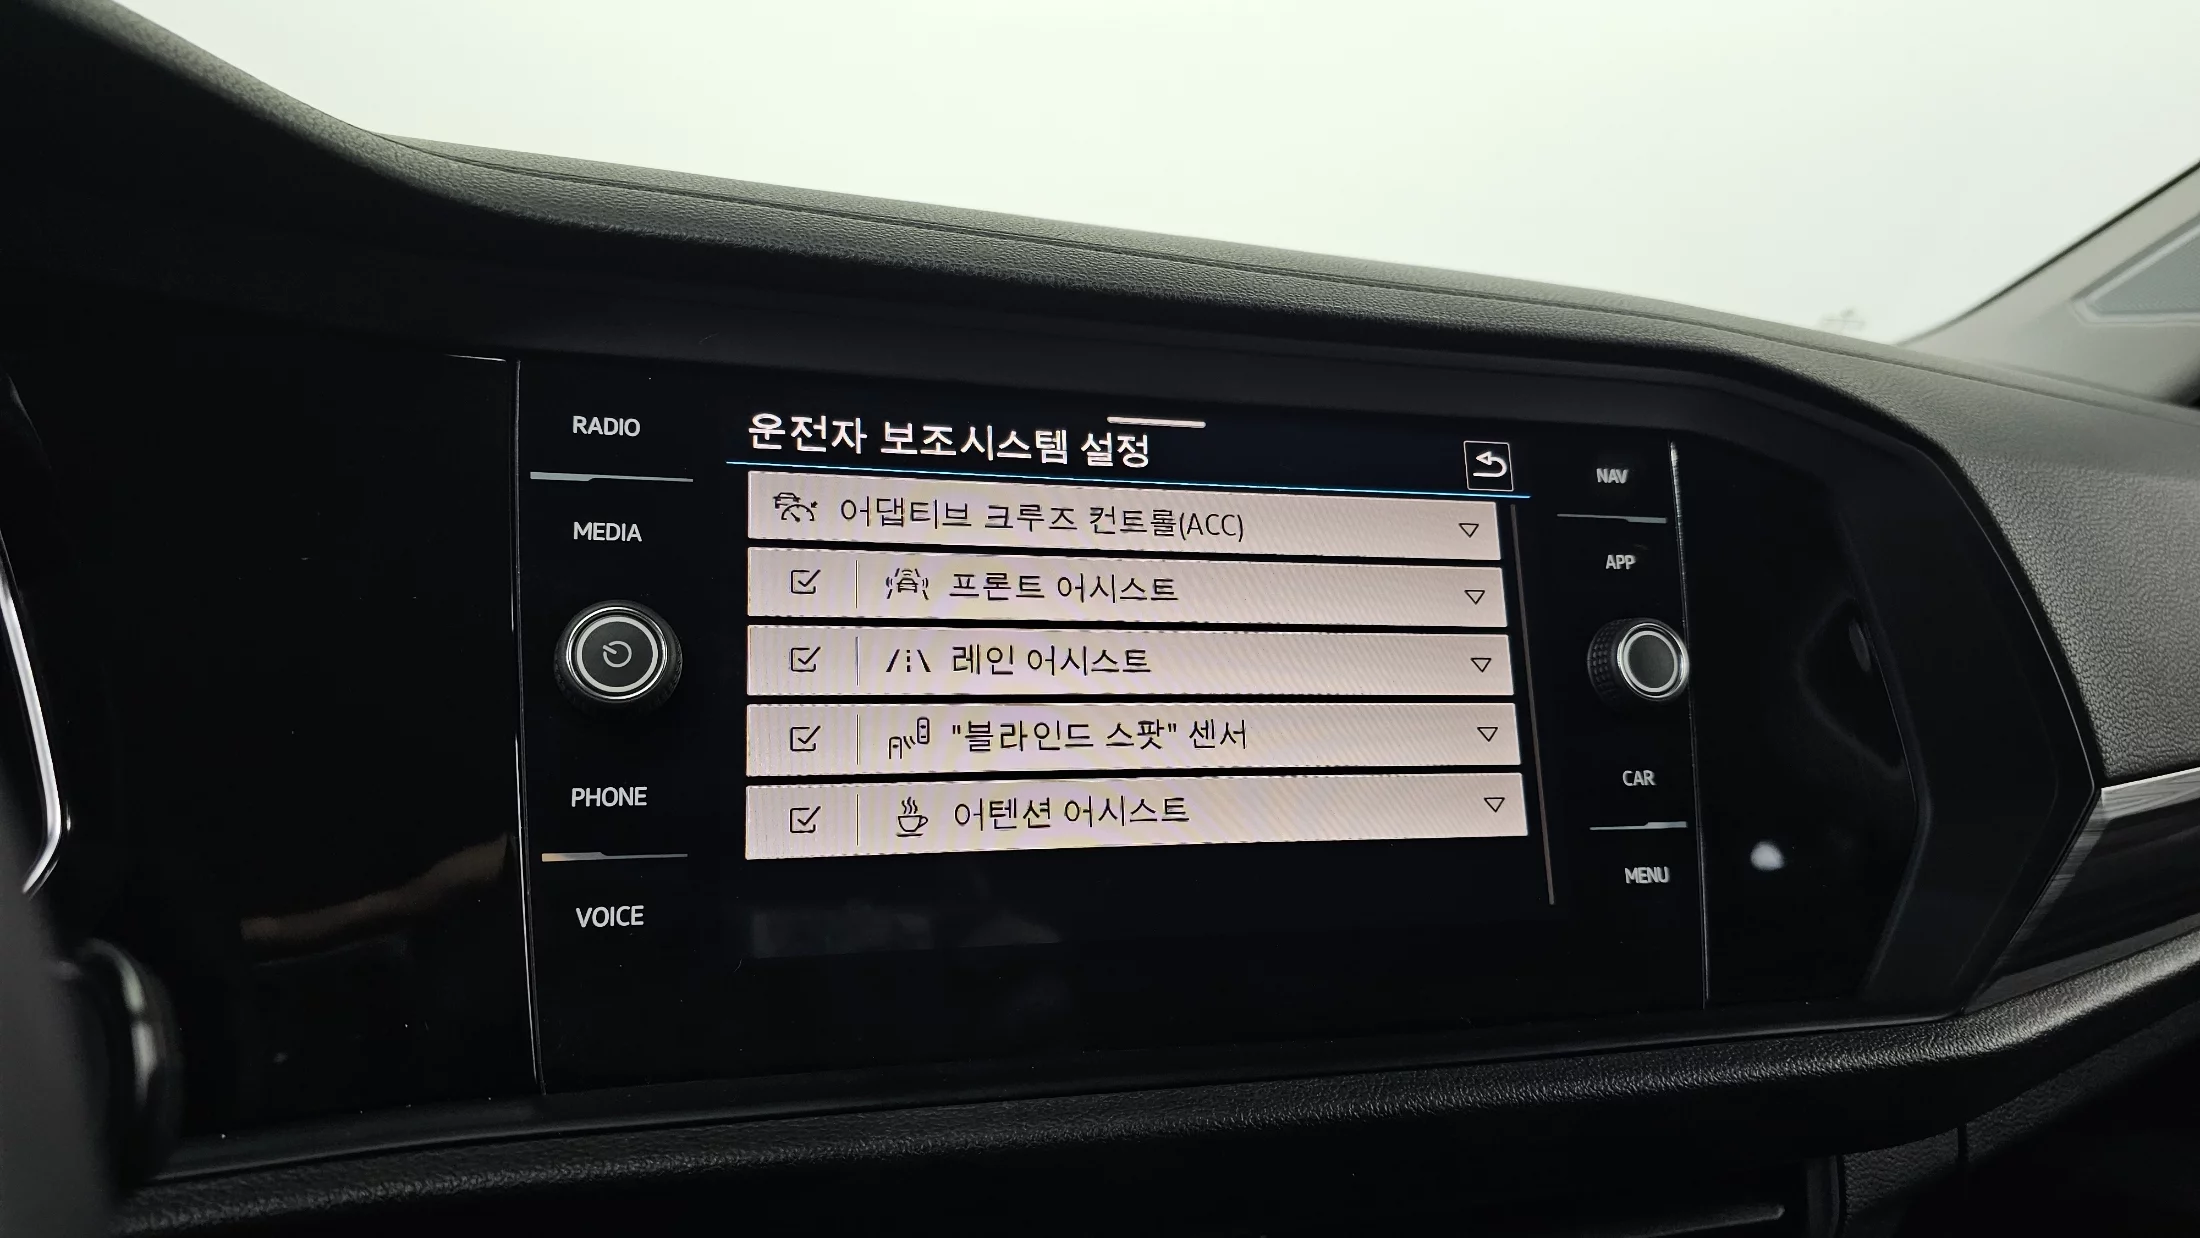 RADIO
MEDIA
PHONE
VOICE
운전자 보조시스템 설정
어댑티브 크루즈 컨트롤(ACC)
프론트 어시스트
레인 어시스트
"블라인드 스팟" 센서
어텐션 어시스트
NAV
APP
CAR
MENU